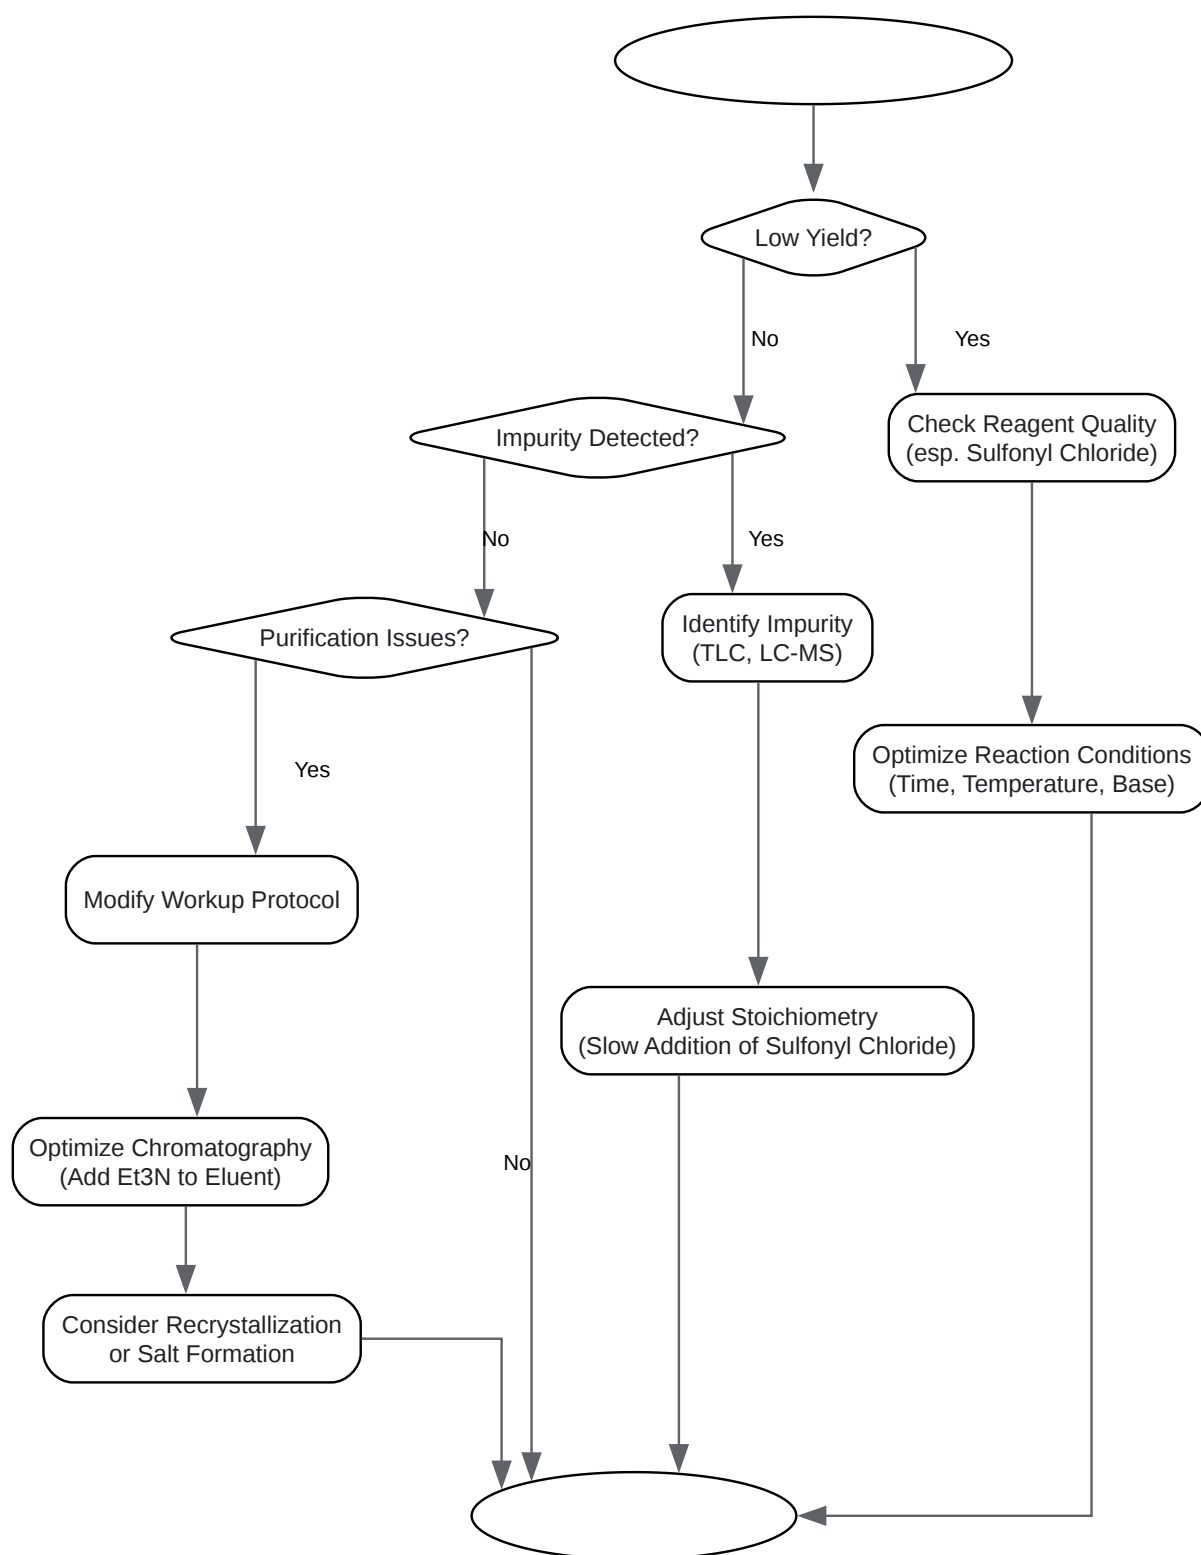 Low Yield?
No
Yes
Check Reagent Quality
(esp. Sulfonyl Chloride)
Impurity Detected?
No
Yes
Identify Impurity
(TLC, LC-MS)
Purification Issues?
Optimize Reaction Conditions
(Time, Temperature, Base)
Yes
Modify Workup Protocol
Adjust Stoichiometry
(Slow Addition of Sulfonyl Chloride)
Optimize Chromatography
(Add Et3N to Eluent)
No
Consider Recrystallization
or Salt Formation